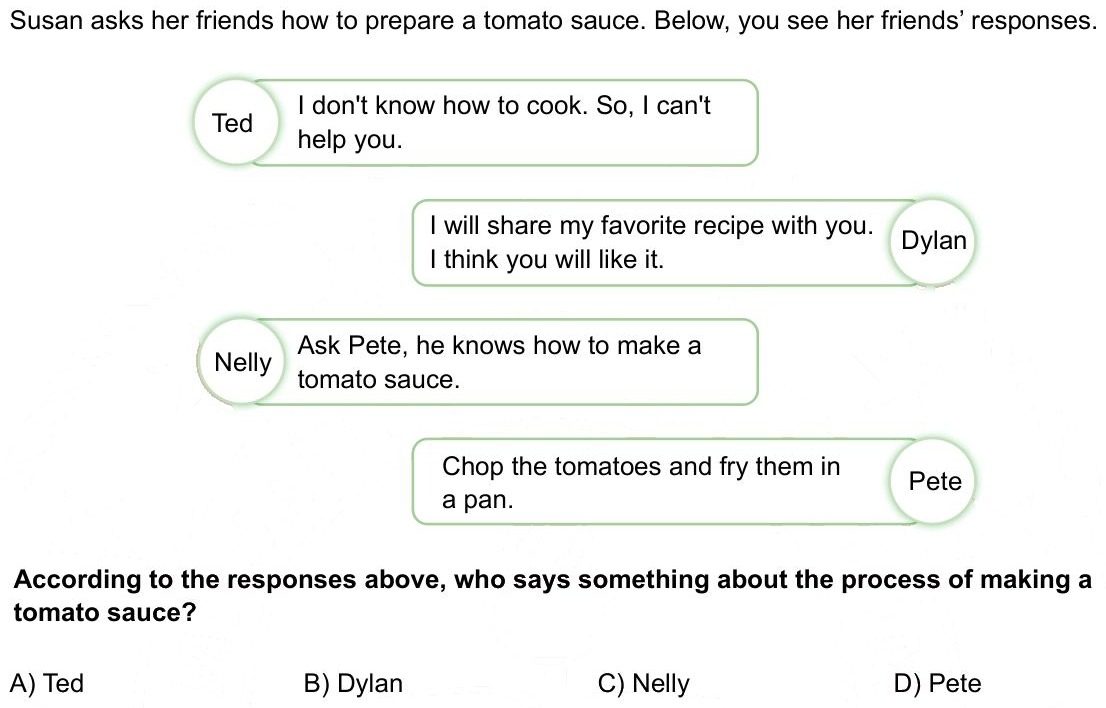 Susan asks her friends how to prepare a tomato sauce. Below, you see her friends’ responses.
Ted
I don't know how to cook. So, I can't
help you.
I will share my favorite recipe with you.
I think you will like it.
Dylan
Nelly
Ask Pete, he knows how to make a
tomato sauce.
Chop the tomatoes and fry them in
a pan.
Pete
According to the responses above, who says something about the process of making a
tomato sauce?
A) Ted
B) Dylan
C) Nelly
D) Pete